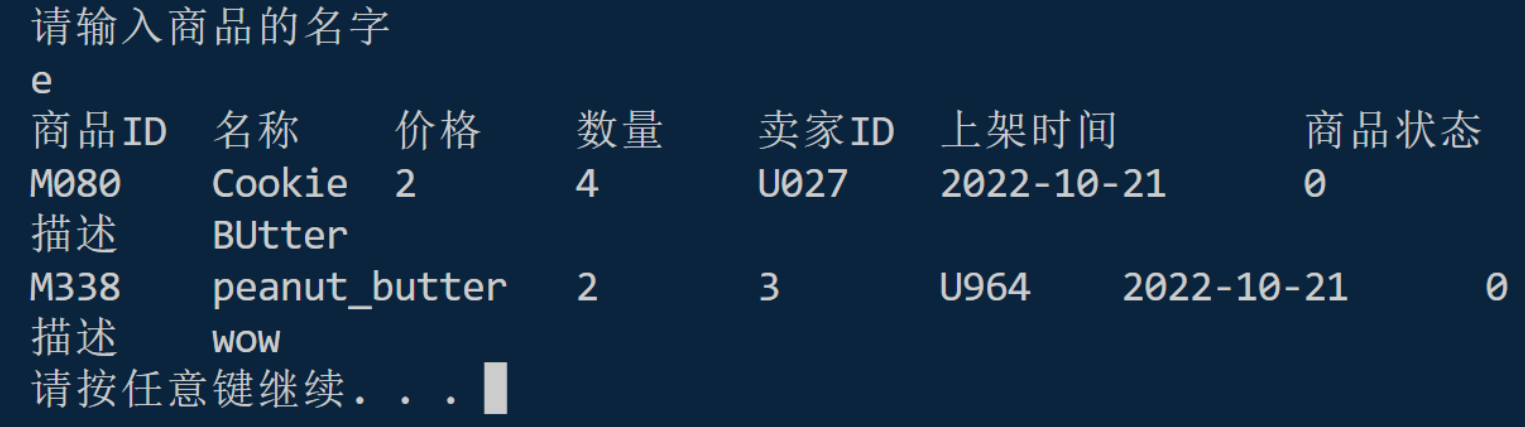 请输入商品的名字
e
商品ID 名称 价格 数量 卖家ID 上架时间 商品状态
M080 Cookie 2 4 U027 2022-10-21 0
描述 BUtter
M338 peanut_butter 2 3 U964 2022-10-21 0
描述 wow
请按任意键继续. . .